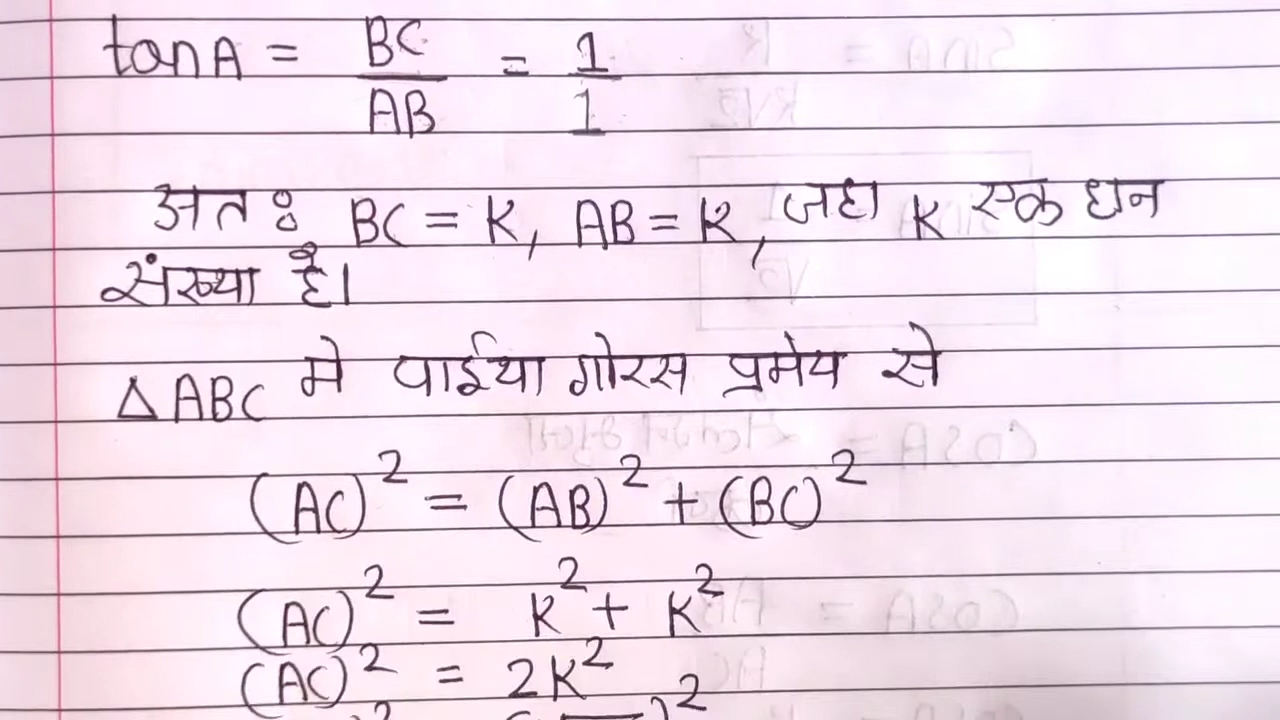 tanA = BC/AB = 1/1
अतः BC = K, AB = K, जहा K एक धन
संख्या है।
△ABC मे पाईथा गोरस प्रमेय से
(AC)² = (AB)² + (BC)²
(AC)² = K² + K²
(AC)² = 2K²